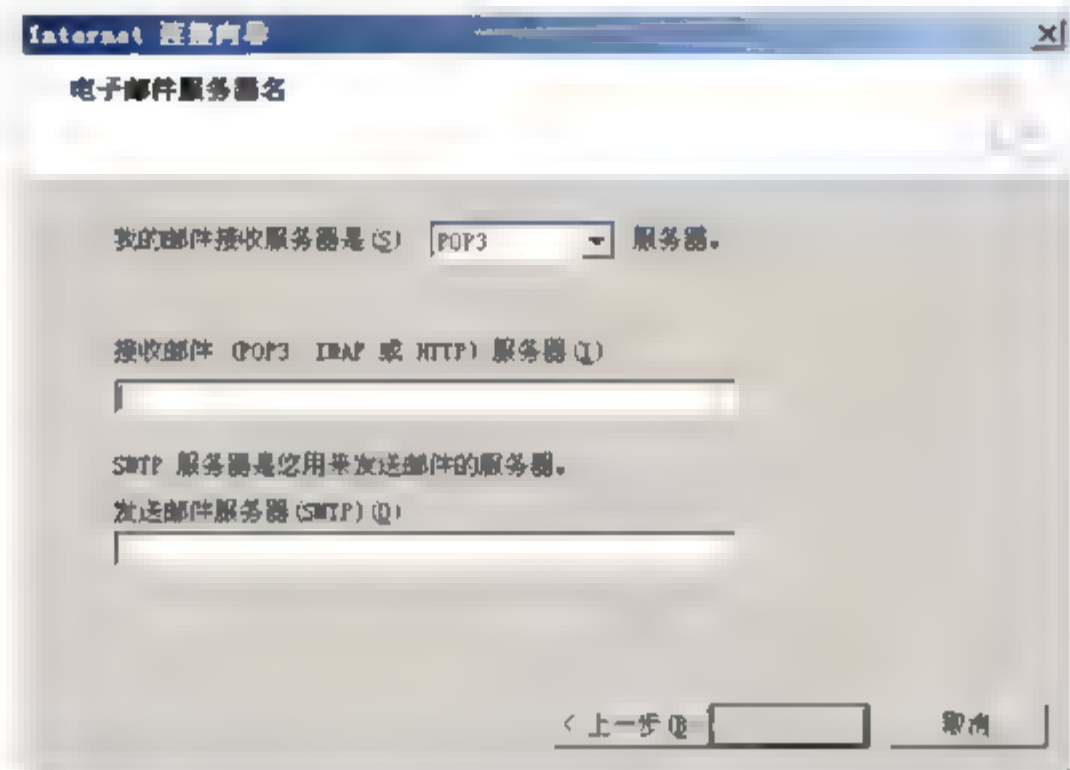 Internet 连接向导
电子邮件服务器名
我的邮件接收服务器是(S) POP3 服务器。
接收邮件 (POP3 IMAP 或 HTTP) 服务器(I)
SMTP 服务器是您用来发送邮件的服务器。
发送邮件服务器(SMTP)(O)
< 上一步(B 取消